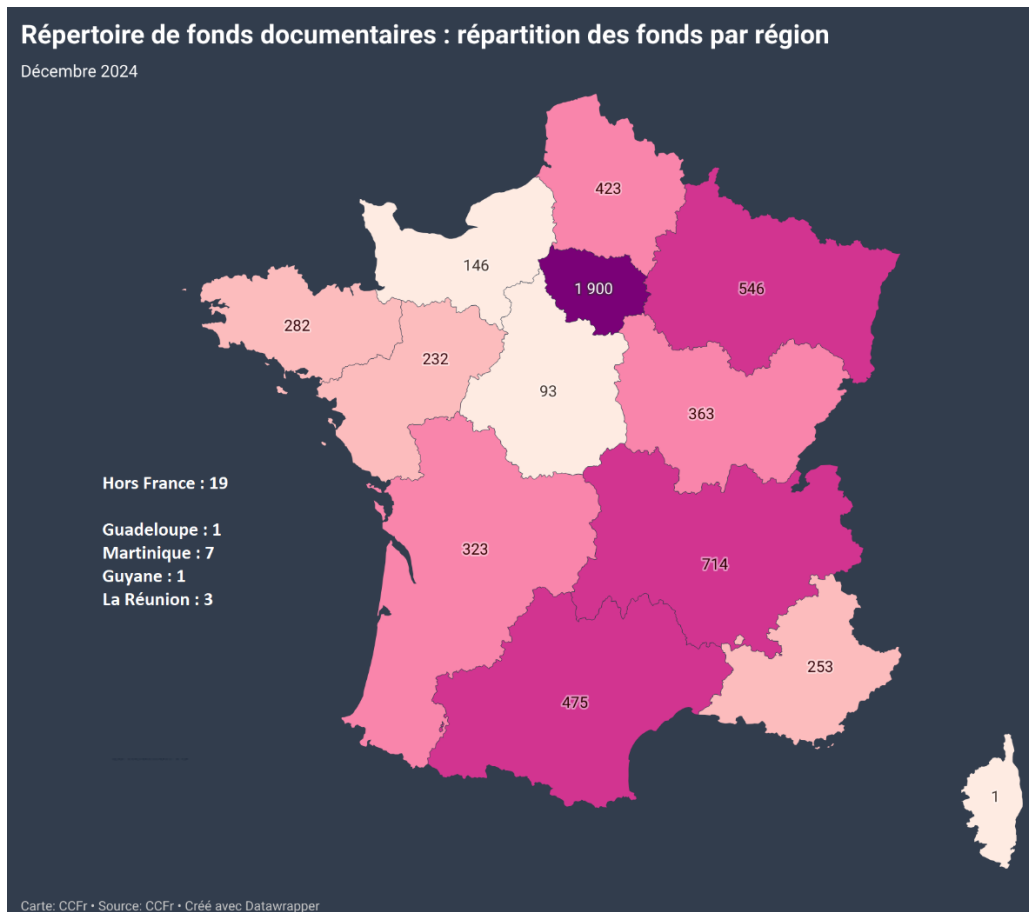 Répertoire de fonds documentaires : répartition des fonds par région
Décembre 2024
423
146
1 900
546
282
232
93
363
Hors France : 19
Guadeloupe : 1
Martinique : 7
Guyane : 1
La Réunion : 3
323
714
253
475
1
Carte: CCFr • Source: CCFr • Créé avec Datawrapper